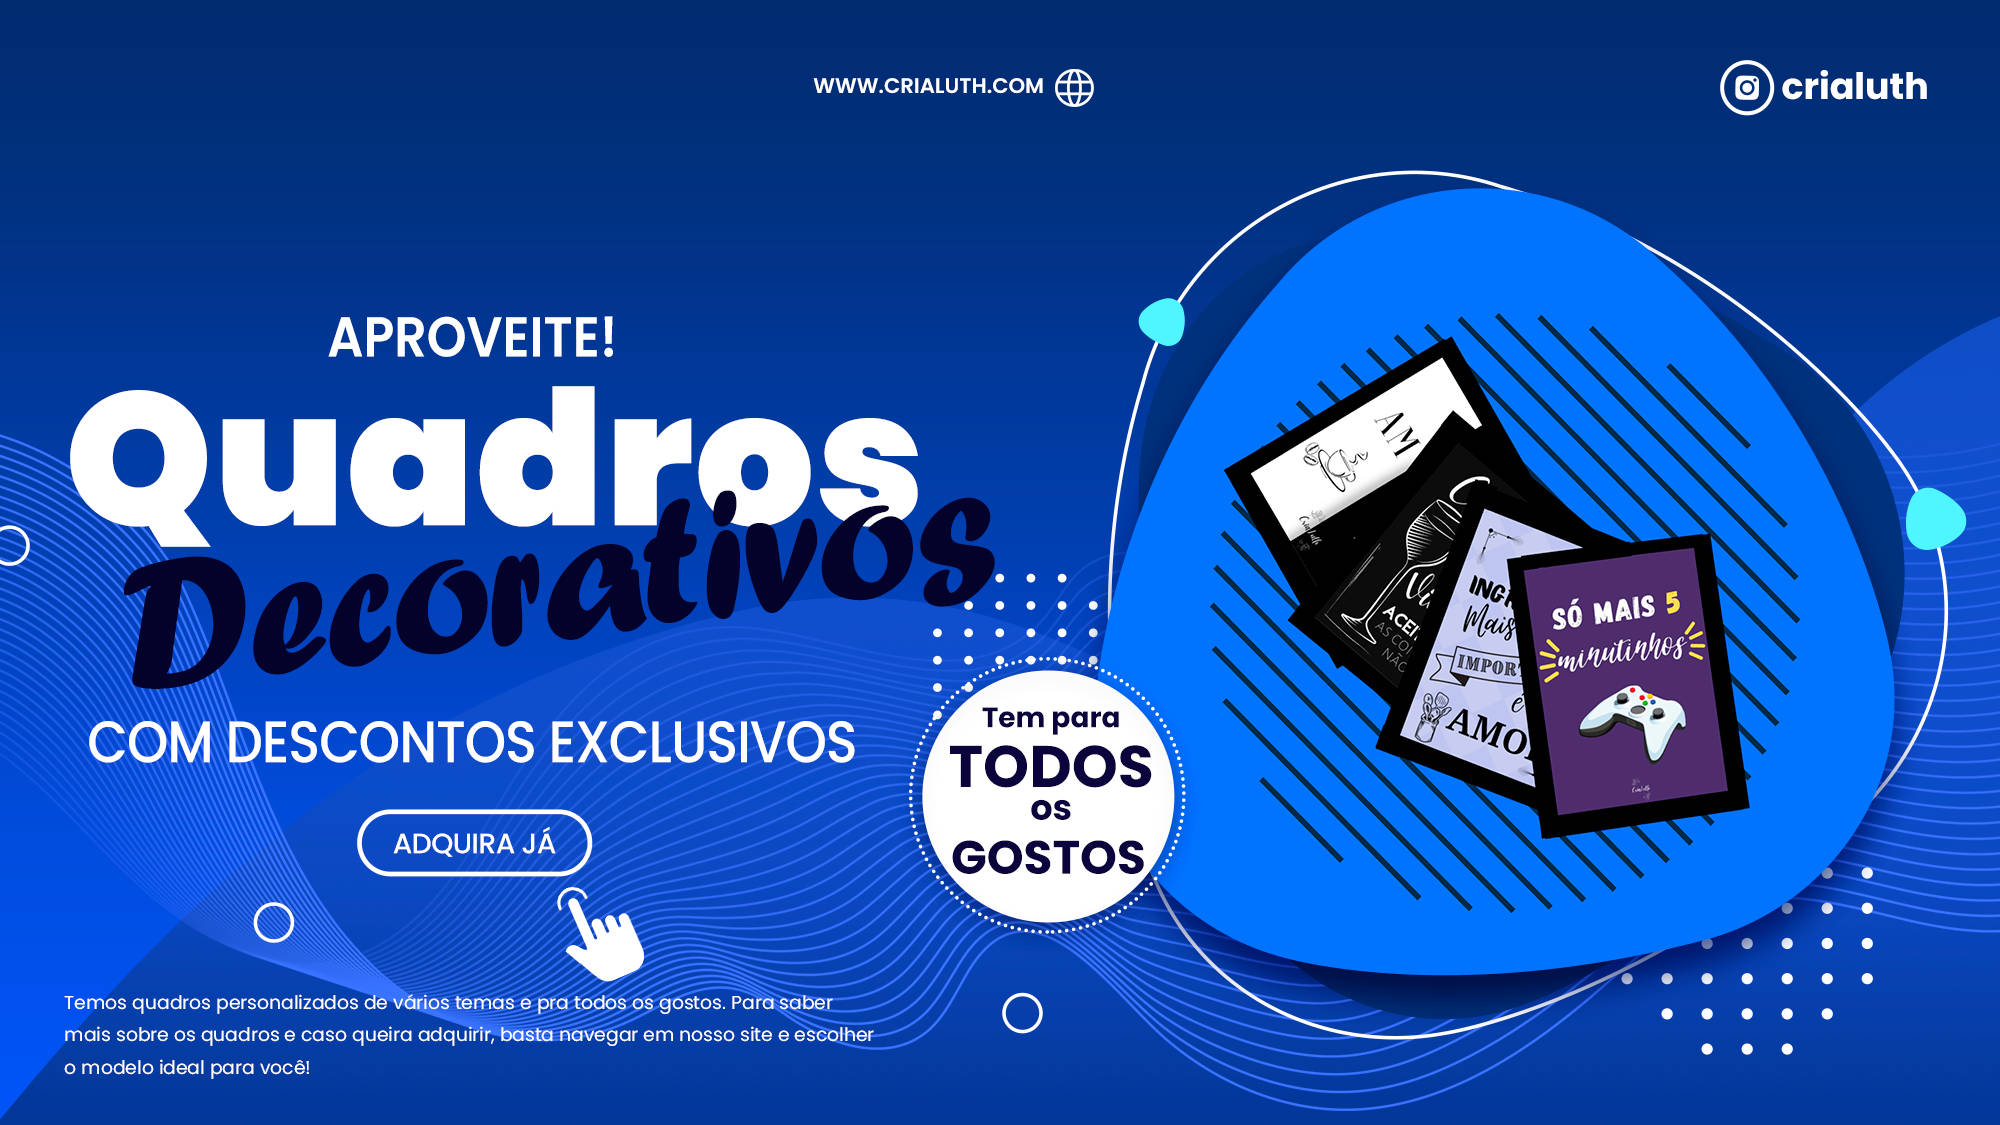 WWW.CRIALUTH.COM
crialuth
APROVEITE!
Quadros
Decorativos
COM DESCONTOS EXCLUSIVOS
ADQUIRA JÁ
Temos quadros personalizados de vários temas e pra todos os gostos. Para saber
mais sobre os quadros e caso queira adquirir, basta navegar em nosso site e escolher
o modelo ideal para você!
Tem para
TODOS
os
GOSTOS
AM
Mais
é
SÓ MAIS 5
minutinhos